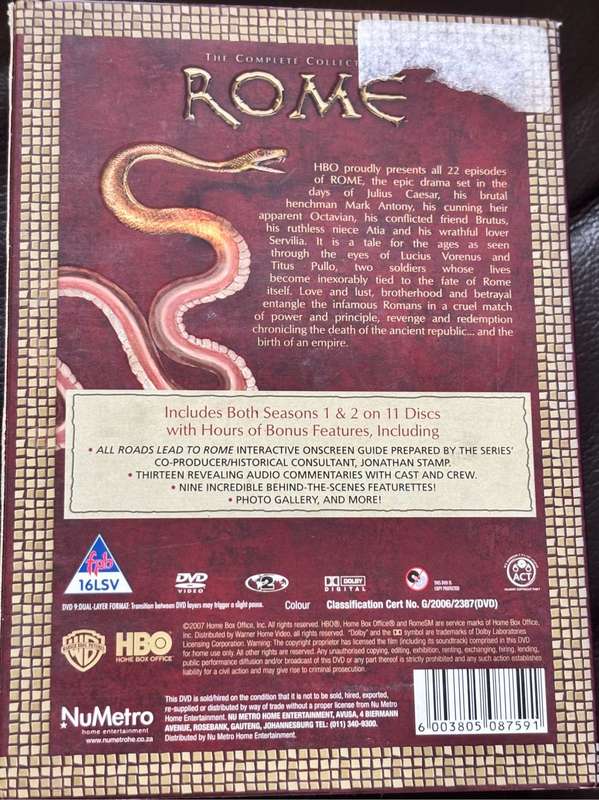 THE COMPLETE COLLECT
ROME
HBO proudly presents all 22 episodes
of ROME, the epic drama set in the
days of Julius Caesar, his brutal
henchman Mark Antony, his cunning heir
apparent Octavian, his conflicted friend Brutus,
his ruthless niece Atia and his wrathful lover
Servilia. It is a tale for the ages as seen
through the eyes of Lucius Vorenus and
Titus Pullo, two soldiers whose lives
become inexorably tied to the fate of Rome
itself. Love and lust, brotherhood and betrayal
entangle the infamous Romans in a cruel match
of power and principle, revenge and redemption
chronicling the death of the ancient republic... and the
birth of an empire.
Includes Both Seasons 1 & 2 on 11 Discs
with Hours of Bonus Features, Including
• ALL ROADS LEAD TO ROME INTERACTIVE ONSCREEN GUIDE PREPARED BY THE SERIES'
CO-PRODUCER/HISTORICAL CONSULTANT, JONATHAN STAMP.
• THIRTEEN REVEALING AUDIO COMMENTARIES WITH CAST AND CREW.
• NINE INCREDIBLE BEHIND-THE-SCENES FEATURETTES!
• PHOTO GALLERY, AND MORE!
fpb
16LSV
DVD VIDEO
2
DOLBY DIGITAL
THIS DVD IS COPY PROTECTED
ACT
DVD 9:DUAL-LAYER FORMAT: Transition between DVD layers may trigger a slight pause.
Colour
Classification Cert No. G/2006/2387(DVD)
©2007 Home Box Office, Inc. All rights reserved. HBO®, Home Box Office® and RomeSM are service marks of Home Box Office,
Inc. Distributed by Warner Home Video, all rights reserved. "Dolby" and the DD symbol are trademarks of Dolby Laboratories
Licensing Corporation. Warning: The copyright proprietor has licensed the film (including its soundtrack) comprised in this DVD
for home use only. All other rights are reserved. Any unauthorised copying, editing, exhibition, renting, exchanging, hiring, lending,
public performance diffusion and/or broadcast of this DVD or any part thereof is strictly prohibited and any such action establishes
liability for a civil action and may give rise to criminal prosecution.
WB
HBO
HOME BOX OFFICE
NuMetro
home entertainment
www.numetrohe.co.za
This DVD is sold/hired on the condition that it is not to be sold, hired, exported,
re-supplied or distributed by way of trade without a proper license from Nu Metro
Home Entertainment. NU METRO HOME ENTERTAINMENT, AVUSA, 4 BIERMANN
AVENUE, ROSEBANK, GAUTENG, JOHANNESBURG TEL: (011) 340-9300.
Distributed by Nu Metro Home Entertainment.
6 003805 087591